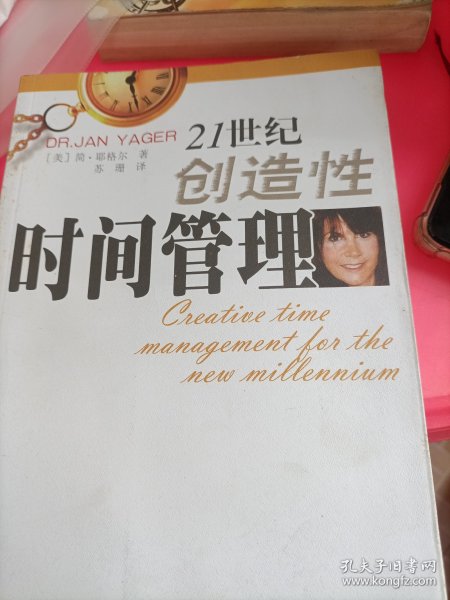 DR.JAN YAGER
[美]简·耶格尔 著
苏珊 译
21世纪
创造性
时间管理
Creative time
management for the
new millennium
孔夫子旧书网
www.kongfz.com